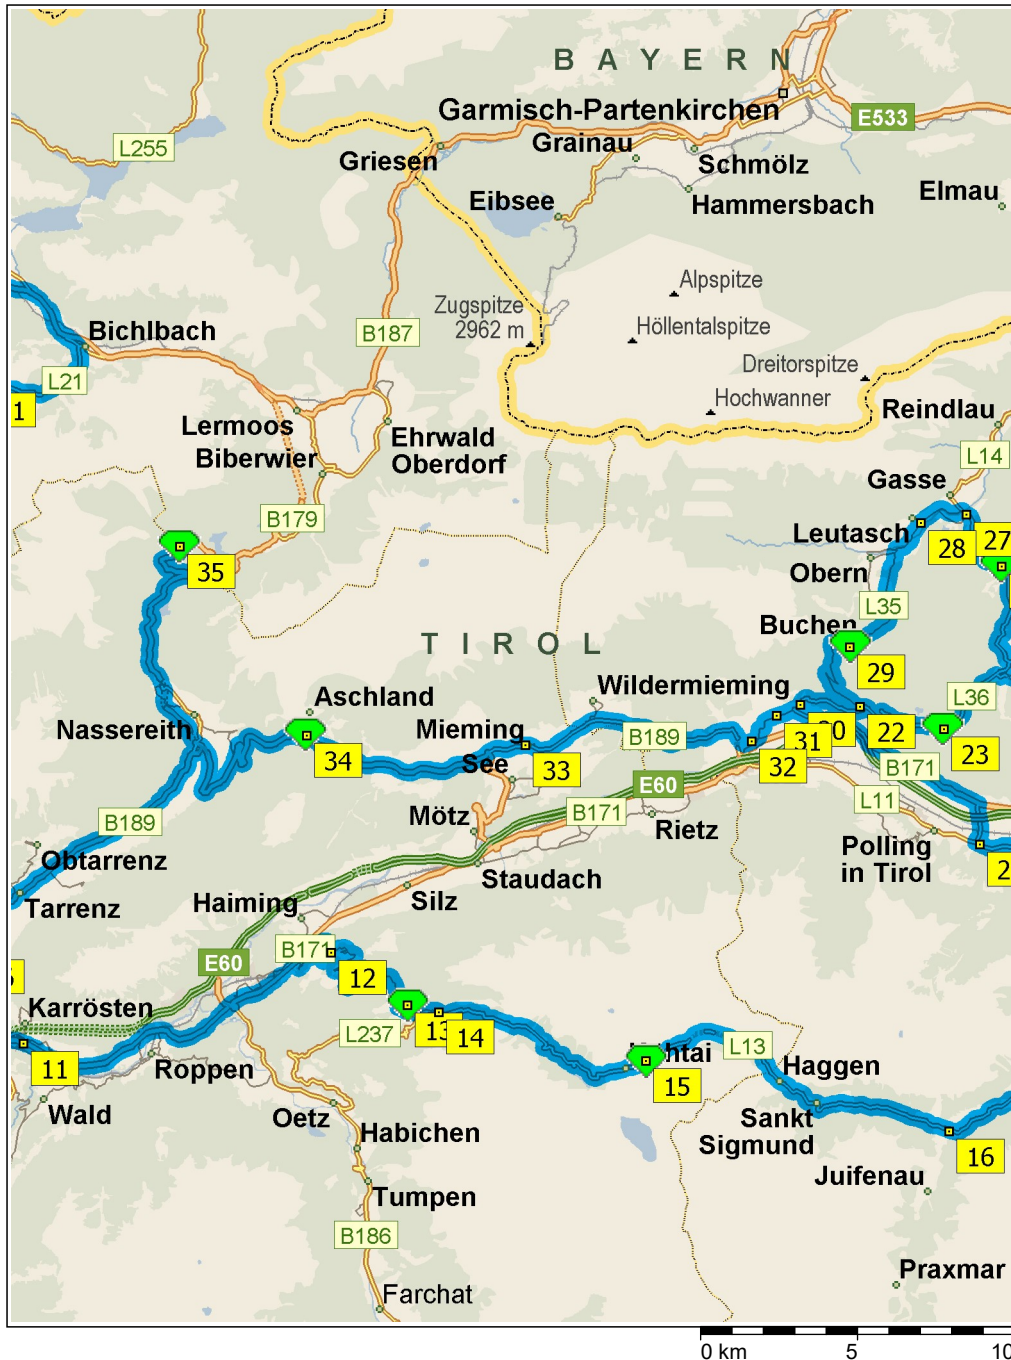 B A Y E R N
Garmisch-Partenkirchen
E533
L255
Griesen
Grainau
Schmölz
Eibsee
Hammersbach
Elmau
Alpspitze
Zugspitze
2962 m
Höllentalspitze
Bichlbach
B187
Dreitorspitze
L21
Hochwanner
1
Reindlau
Lermoos
Ehrwald
Oberdorf
Biberwier
L14
Gasse
B179
Leutasch
28
27
35
Obern
L35
Buchen
T I R O L
29
Aschland
Wildermieming
L36
Nassereith
Mieming
B189
31
22
23
34
See
33
32
B171
E60
L11
B189
Mötz
B171
Rietz
Polling
in Tirol
2
Obtarrenz
Staudach
Tarrenz
Haiming
Silz
B171
E60
12
Karrösten
L237
13
14
L13
11
Roppen
15
Haggen
Wald
Oetz
Sankt
Sigmund
Habichen
16
Juifenau
Tumpen
B186
Praxmar
Farchat
0 km
5
10